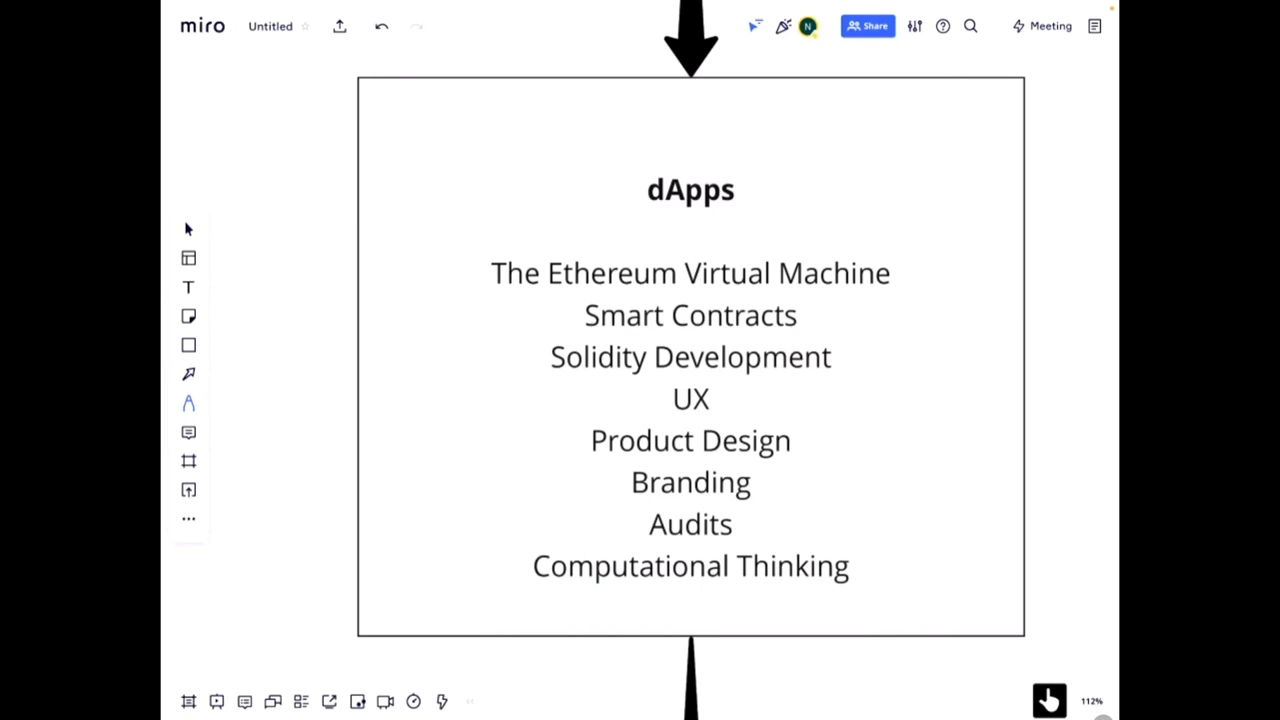 miro Untitled N Share Meeting
dApps
The Ethereum Virtual Machine
Smart Contracts
Solidity Development
UX
Product Design
Branding
Audits
Computational Thinking
112%